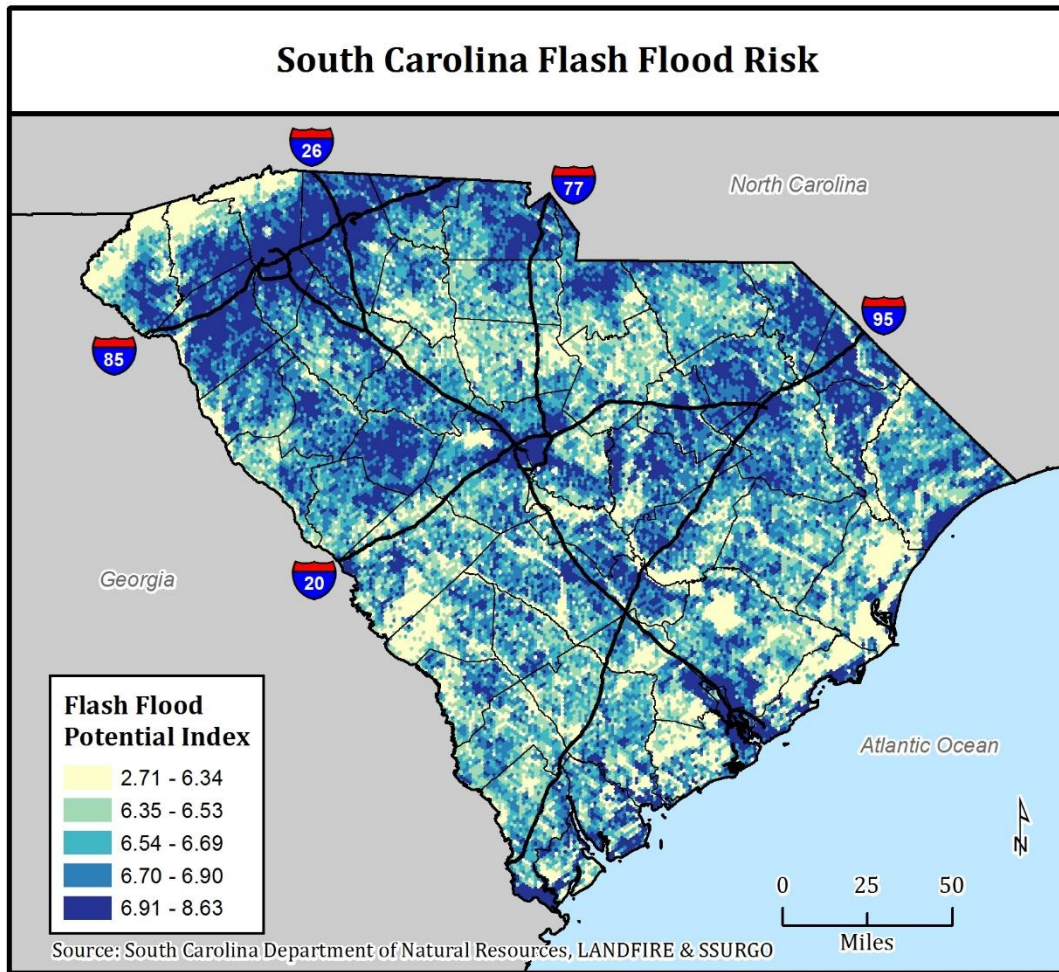 South Carolina Flash Flood Risk
26
77
North Carolina
95
85
Georgia
20
Atlantic Ocean
Flash Flood
Potential Index
2.71 - 6.34
6.35 - 6.53
6.54 - 6.69
6.70 - 6.90
6.91 - 8.63
N
0 25 50
Miles
Source: South Carolina Department of Natural Resources, LANDFIRE & SSURGO